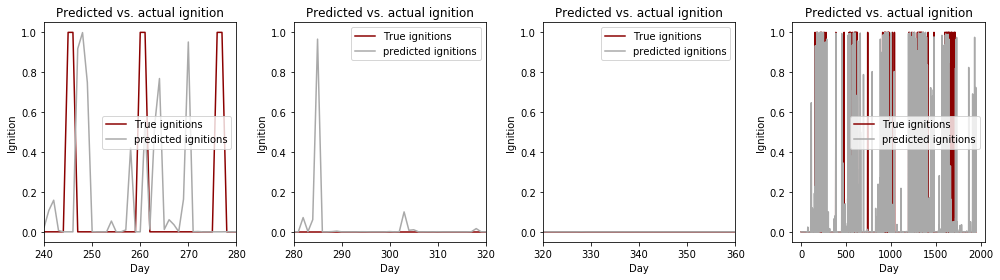 Predicted vs. actual ignition
Ignition
1.0
0.8
0.6
0.4
0.2
0.0
True ignitions
predicted ignitions
240
250
260
270
280
Day
Predicted vs. actual ignition
Ignition
1.0
0.8
0.6
0.4
0.2
0.0
True ignitions
predicted ignitions
290
300
310
320
Day
Predicted vs. actual ignition
Ignition
1.0
0.8
0.6
0.4
0.2
0.0
True ignitions
predicted ignitions
320
330
340
350
360
Day
Predicted vs. actual ignition
Ignition
1.0
0.8
0.6
0.4
0.2
0.0
True ignitions
predicted ignitions
0
500
1000
1500
2000
Day